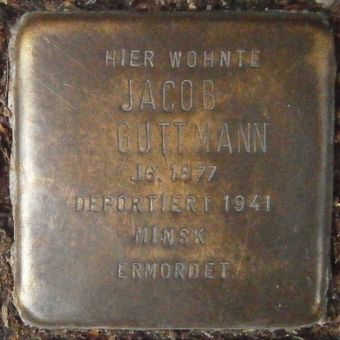 HIER WOHNTE
JACOB
GUTTMANN
JG. 1877
DEPORTIERT 1941
MINSK
ERMORDET